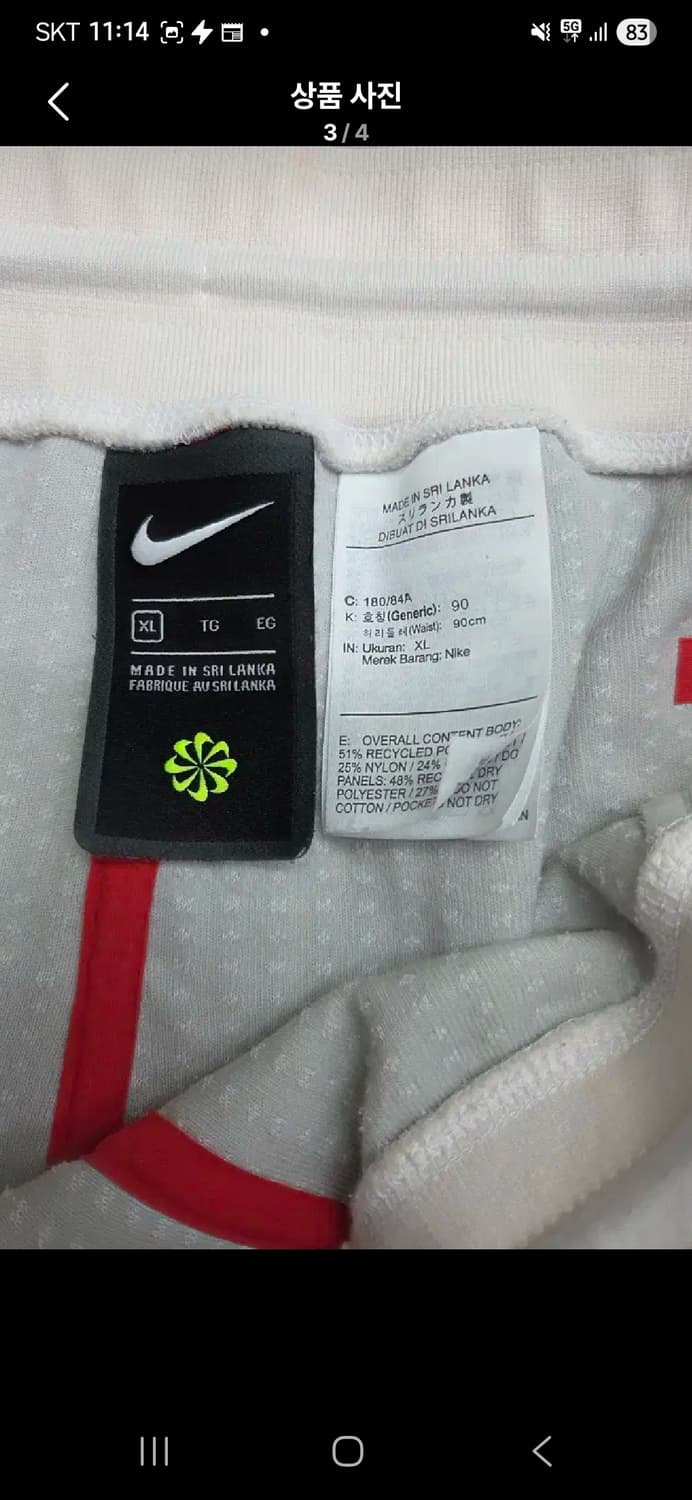 SKT 11:14
5G
83
상품 사진
3 / 4
XL TG EG
MADE IN SRI LANKA
FABRIQUE AU SRI LANKA
MADE IN SRI LANKA
スリランカ製
DIBUAT DI SRILANKA
C: 180/84A
K: 호칭(Generic): 90
허리둘레(Waist): 90cm
IN: Ukuran: XL
Merek Barang: Nike
E: OVERALL CONTENT BODY:
51% RECYCLED
25% NYLON / 24%
PANELS: 48% DRY
POLYESTER / 27% DO NOT
COTTON / NOT DRY